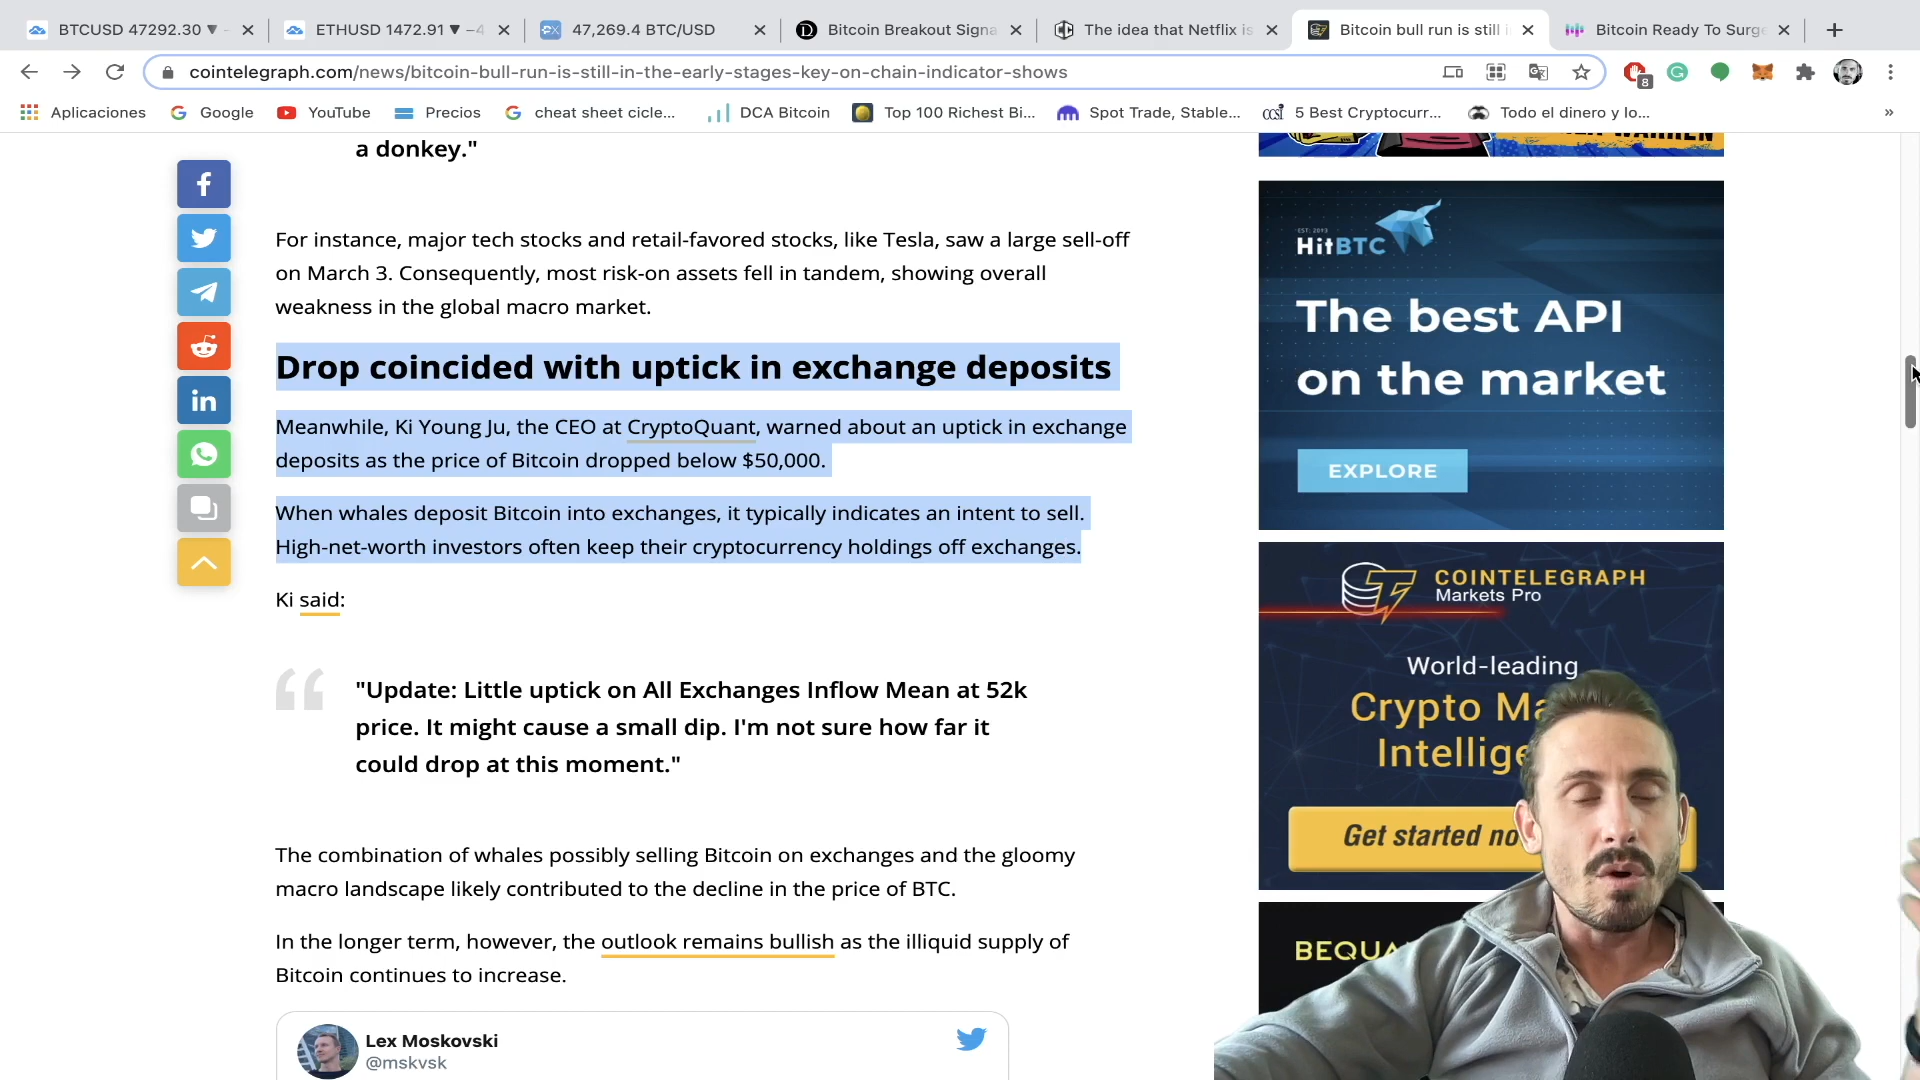 BTCUSD 47292.30 ▼ -
ETHUSD 1472.91 ▼ −4
47,269.4 BTC/USD
Bitcoin Breakout Signa
The idea that Netflix is
Bitcoin bull run is still i
Bitcoin Ready To Surge
cointelegraph.com/news/bitcoin-bull-run-is-still-in-the-early-stages-key-on-chain-indicator-shows
8
Aplicaciones
Google
YouTube
Precios
cheat sheet cicle...
DCA Bitcoin
Top 100 Richest Bi...
Spot Trade, Stable...
5 Best Cryptocurr...
Todo el dinero y lo...
»
a donkey."
For instance, major tech stocks and retail-favored stocks, like Tesla, saw a large sell-off
on March 3. Consequently, most risk-on assets fell in tandem, showing overall
weakness in the global macro market.
Drop coincided with uptick in exchange deposits
Meanwhile, Ki Young Ju, the CEO at CryptoQuant, warned about an uptick in exchange
deposits as the price of Bitcoin dropped below $50,000.
When whales deposit Bitcoin into exchanges, it typically indicates an intent to sell.
High-net-worth investors often keep their cryptocurrency holdings off exchanges.
Ki said:
"Update: Little uptick on All Exchanges Inflow Mean at 52k
price. It might cause a small dip. I'm not sure how far it
could drop at this moment."
The combination of whales possibly selling Bitcoin on exchanges and the gloomy
macro landscape likely contributed to the decline in the price of BTC.
In the longer term, however, the outlook remains bullish as the illiquid supply of
Bitcoin continues to increase.
Lex Moskovski
@mskvsk
EST. 2013
HitBTC
The best API
on the market
EXPLORE
COINTELEGRAPH
Markets Pro
World-leading
Crypto Ma
Intellige
Get started no
BEQUA